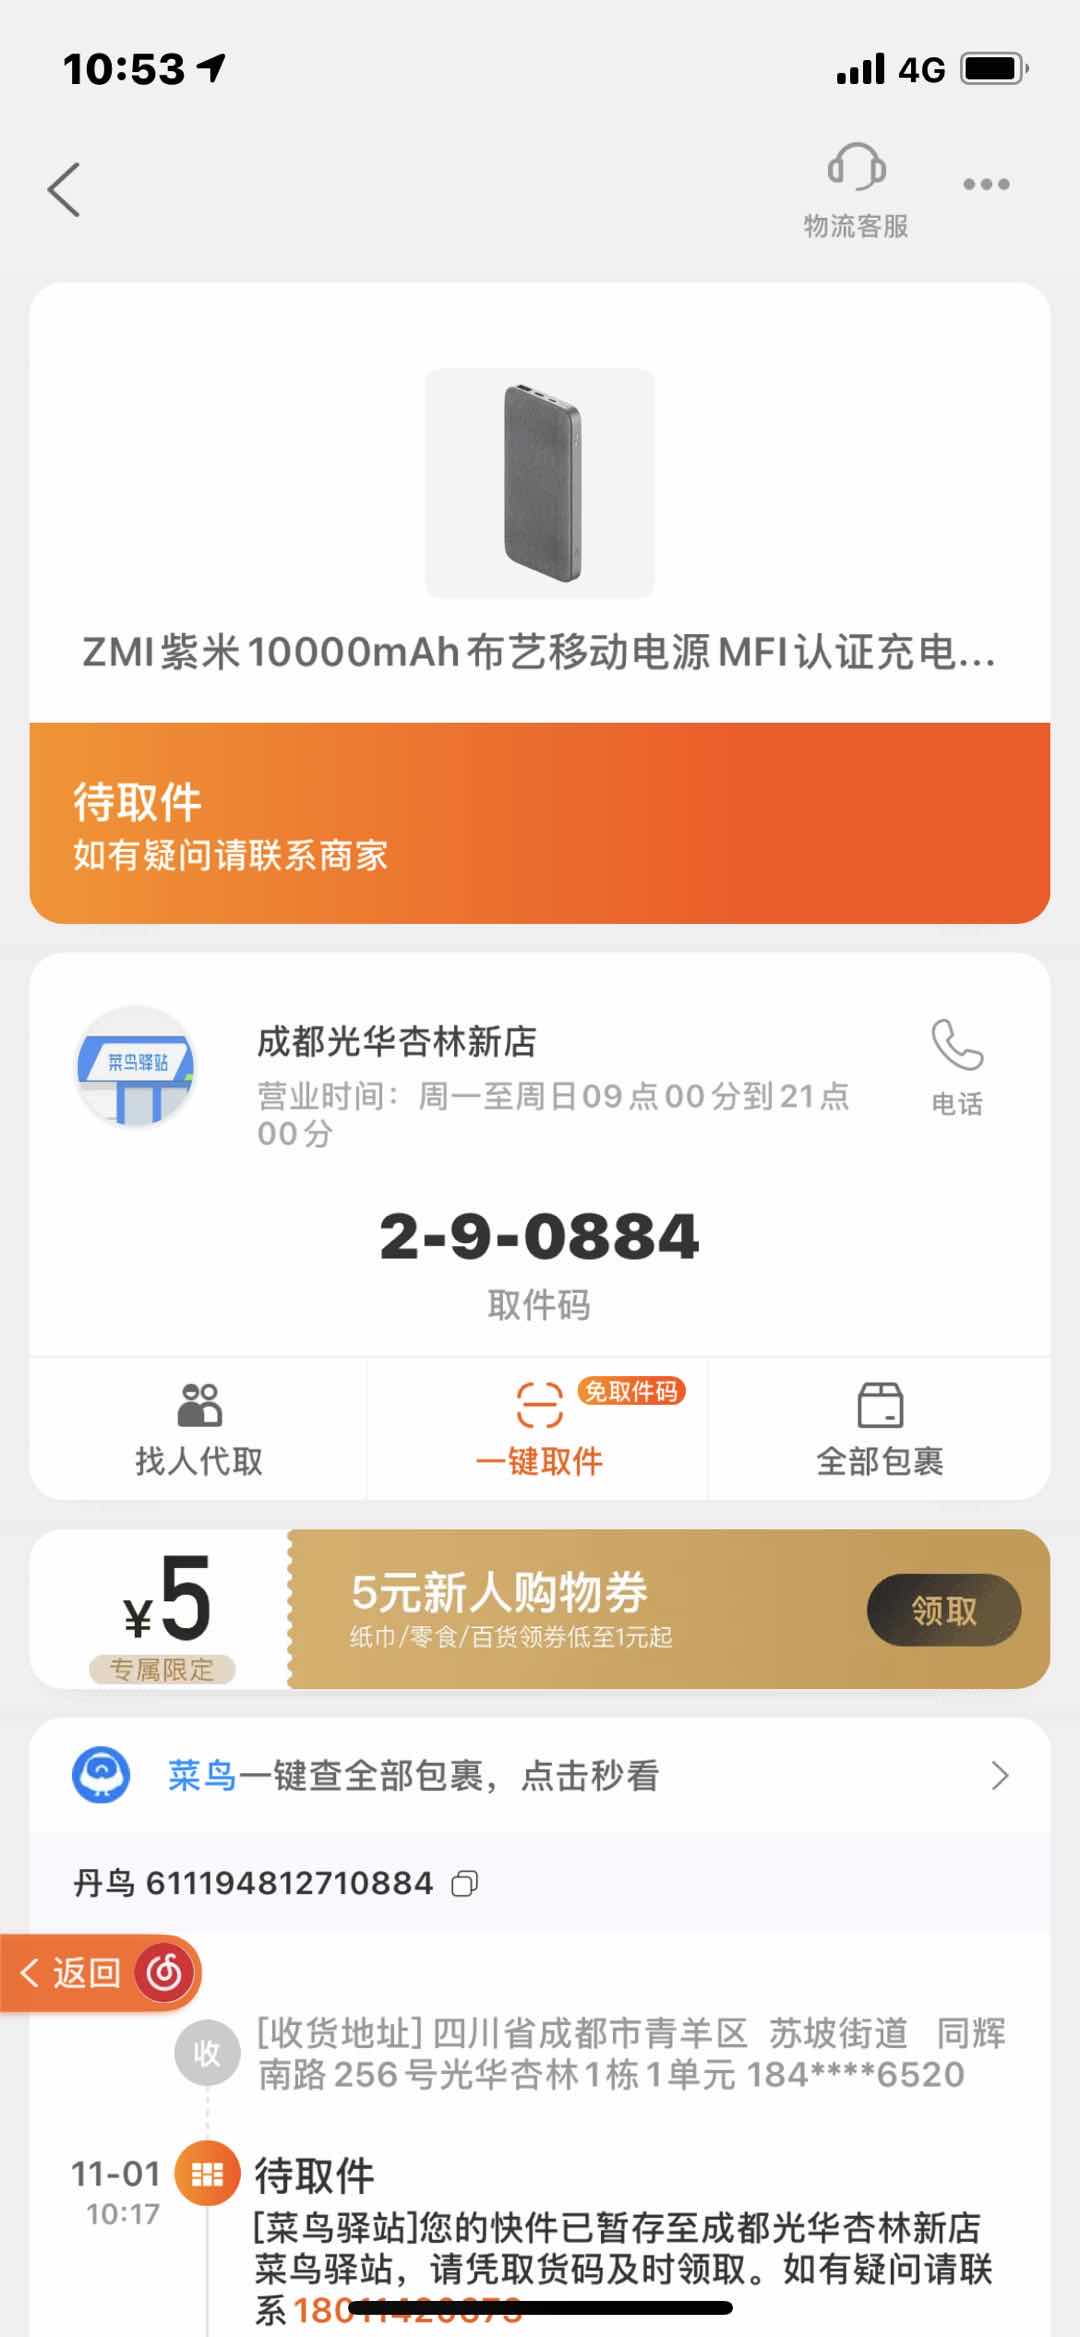 10:53
4G
物流客服
ZMI紫米10000mAh布艺移动电源MFI认证充电...
待取件
如有疑问请联系商家
菜鸟驿站
成都光华杏林新店
营业时间：周一至周日09点00分到21点
00分
电话
2-9-0884
取件码
找人代取
免取件码
一键取件
全部包裹
¥5
专属限定
5元新人购物券
纸巾/零食/百货领券低至1元起
领取
菜鸟一键查全部包裹，点击秒看
丹鸟 611194812710884
返回
收
[收货地址] 四川省成都市青羊区 苏坡街道 同辉
南路256号光华杏林1栋1单元 184****6520
11-01
10:17
待取件
[菜鸟驿站]您的快件已暂存至成都光华杏林新店
菜鸟驿站，请凭取货码及时领取。如有疑问请联
系